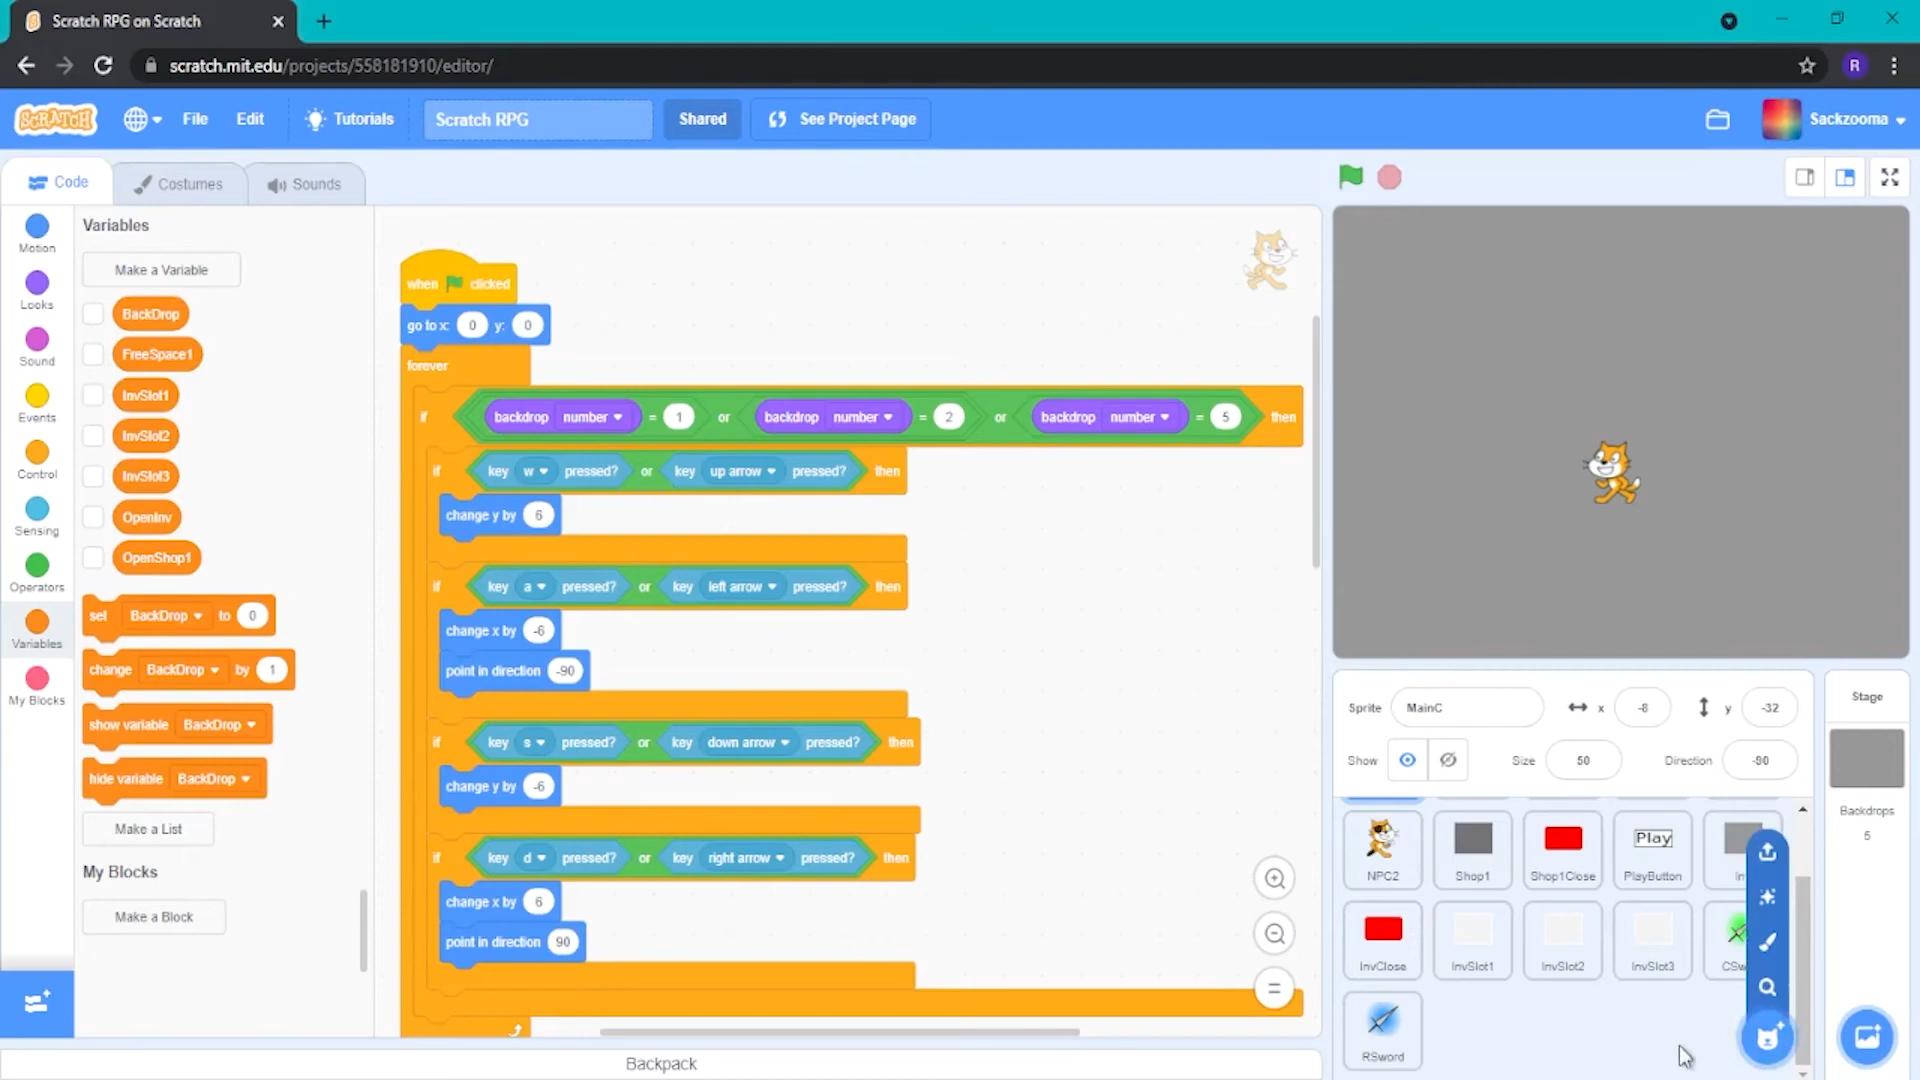 Scratch RPG on Scratch
scratch.mit.edu/projects/558181910/editor/
R
SCRATCH
File
Edit
Tutorials
Scratch RPG
Shared
See Project Page
Sackzooma
Code
Costumes
Sounds
Motion
Looks
Sound
Events
Control
Sensing
Operators
Variables
My Blocks
Variables
Make a Variable
BackDrop
FreeSpace1
InvSlot1
InvSlot2
InvSlot3
OpenInv
OpenShop1
set BackDrop to 0
change BackDrop by 1
show variable BackDrop
hide variable BackDrop
Make a List
My Blocks
Make a Block
when clicked
go to x: 0 y: 0
forever
if backdrop number = 1 or backdrop number = 2 or backdrop number = 5 then
if key w pressed? or key up arrow pressed? then
change y by 6
if key a pressed? or key left arrow pressed? then
change x by -6
point in direction -90
if key s pressed? or key down arrow pressed? then
change y by -6
if key d pressed? or key right arrow pressed? then
change x by 6
point in direction 90
Backpack
Sprite MainC x -8 y -32
Show Size 50 Direction -90
Stage
Backdrops
5
Play
NPC2 Shop1 Shop1Close PlayButton In
InvClose InvSlot1 InvSlot2 InvSlot3 CSw
RSword